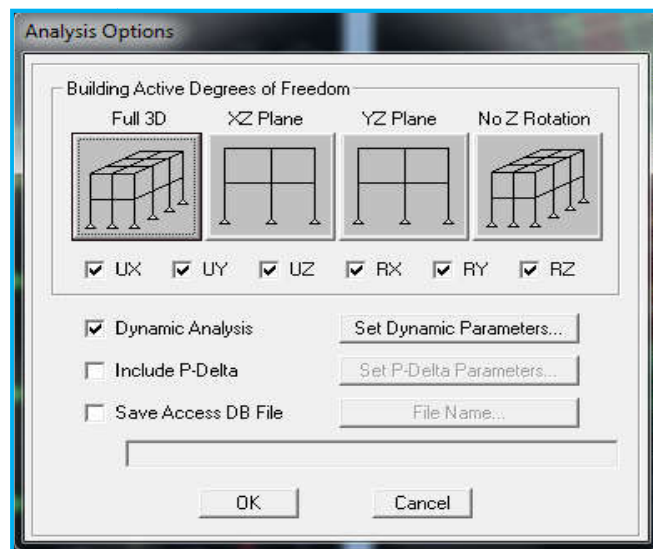 Analysis Options
Building Active Degrees of Freedom
Full 3D XZ Plane YZ Plane No Z Rotation
UX UY UZ RX RY RZ
Dynamic Analysis Set Dynamic Parameters...
Include P-Delta Set P-Delta Parameters...
Save Access DB File File Name...
OK Cancel